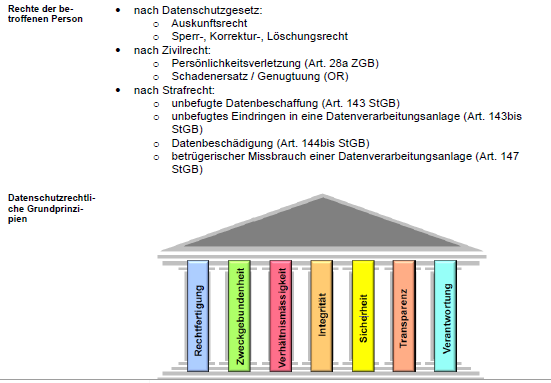 Rechte der be-
troffenen Person
• nach Datenschutzgesetz:
o Auskunftsrecht
o Sperr-, Korrektur-, Löschungsrecht
• nach Zivilrecht:
o Persönlichkeitsverletzung (Art. 28a ZGB)
o Schadenersatz / Genugtuung (OR)
• nach Strafrecht:
o unbefugte Datenbeschaffung (Art. 143 StGB)
o unbefugtes Eindringen in eine Datenverarbeitungsanlage (Art. 143bis
StGB)
o Datenbeschädigung (Art. 144bis StGB)
o betrügerischer Missbrauch einer Datenverarbeitungsanlage (Art. 147
StGB)
Datenschutzrechtli-
che Grundprinzi-
pien
Rechtfertigung
Zweckgebundenheit
Verhältnismässigkeit
Integrität
Sicherheit
Transparenz
Verantwortung